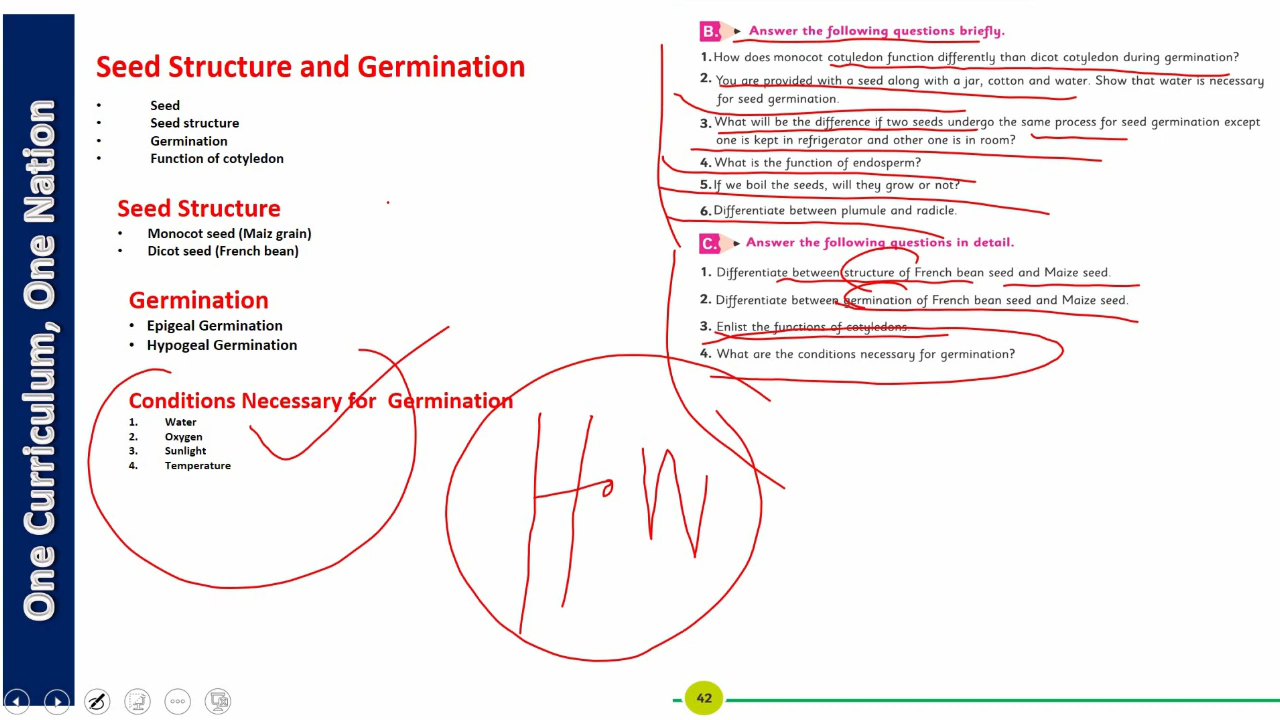 One Curriculum, One Nation
Seed Structure and Germination
• Seed
• Seed structure
• Germination
• Function of cotyledon
Seed Structure
• Monocot seed (Maiz grain)
• Dicot seed (French bean)
Germination
• Epigeal Germination
• Hypogeal Germination
Conditions Necessary for Germination
1. Water
2. Oxygen
3. Sunlight
4. Temperature
H.W
B. Answer the following questions briefly.
1. How does monocot cotyledon function differently than dicot cotyledon during germination?
2. You are provided with a seed along with a jar, cotton and water. Show that water is necessary
for seed germination.
3. What will be the difference if two seeds undergo the same process for seed germination except
one is kept in refrigerator and other one is in room?
4. What is the function of endosperm?
5. If we boil the seeds, will they grow or not?
6. Differentiate between plumule and radicle.
C. Answer the following questions in detail.
1. Differentiate between structure of French bean seed and Maize seed.
2. Differentiate between germination of French bean seed and Maize seed.
3. Enlist the functions of cotyledons.
4. What are the conditions necessary for germination?
42